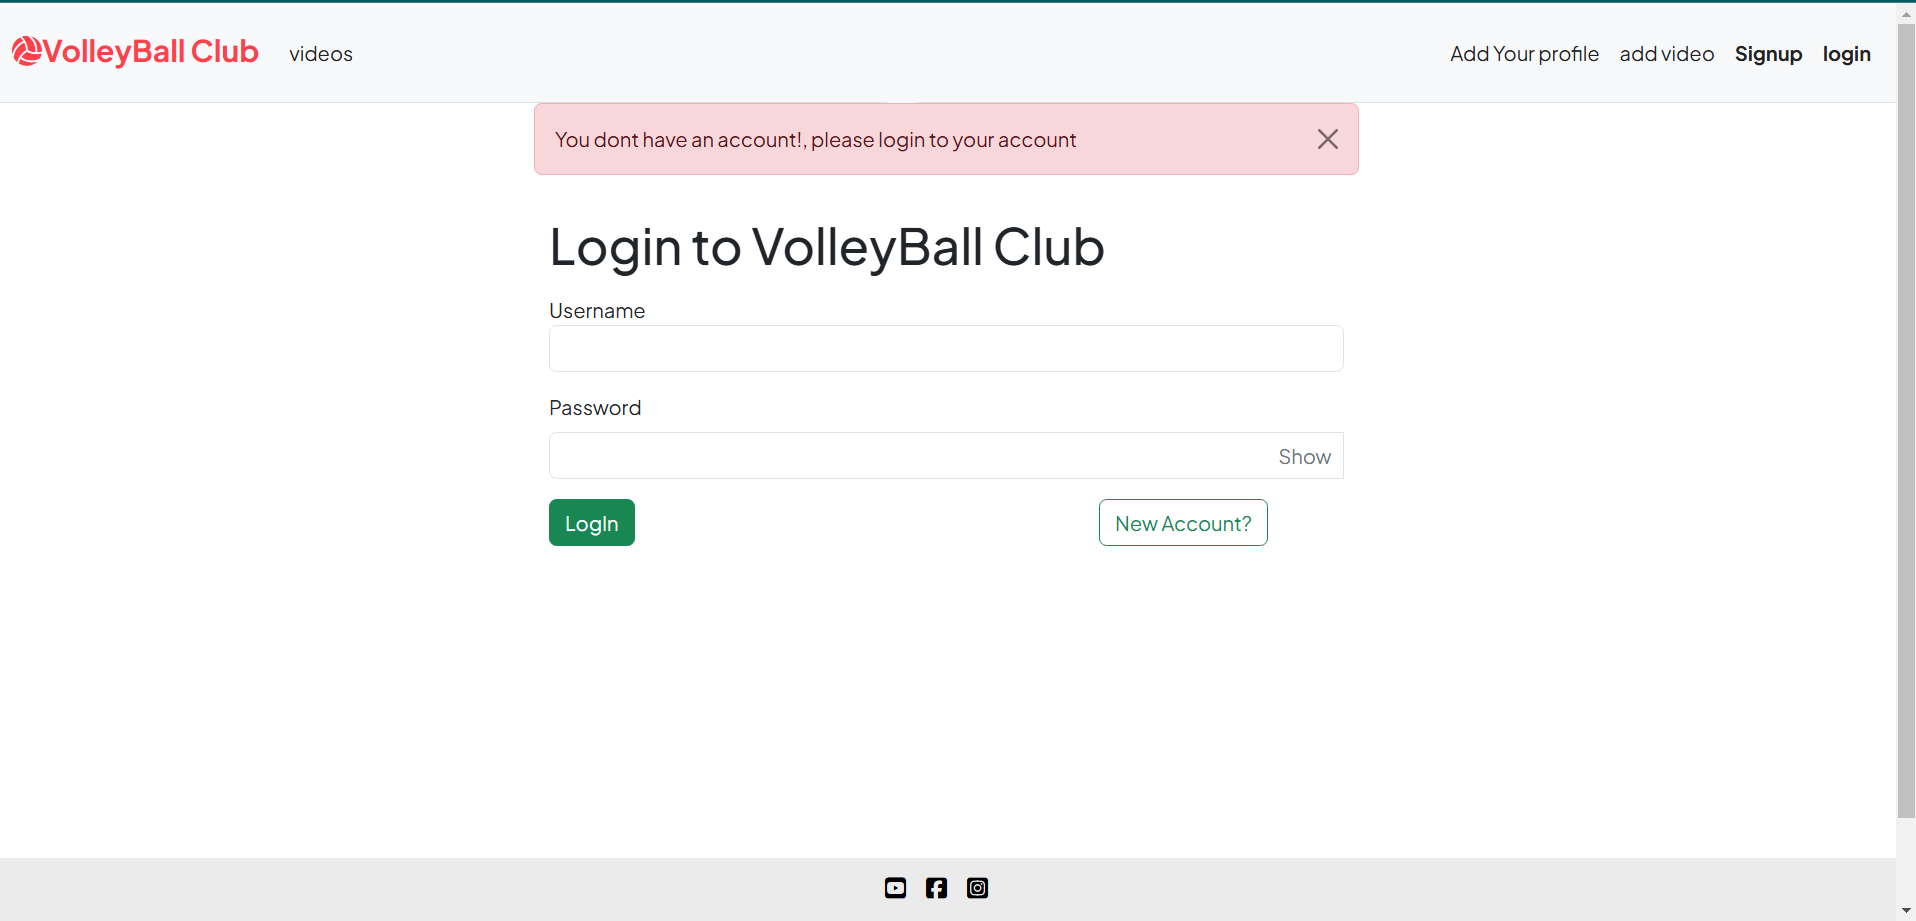 VolleyBall Club videos Add Your profile add video Signup login
You dont have an account!, please login to your account
Login to VolleyBall Club
Username
Password
Show
LogIn New Account?